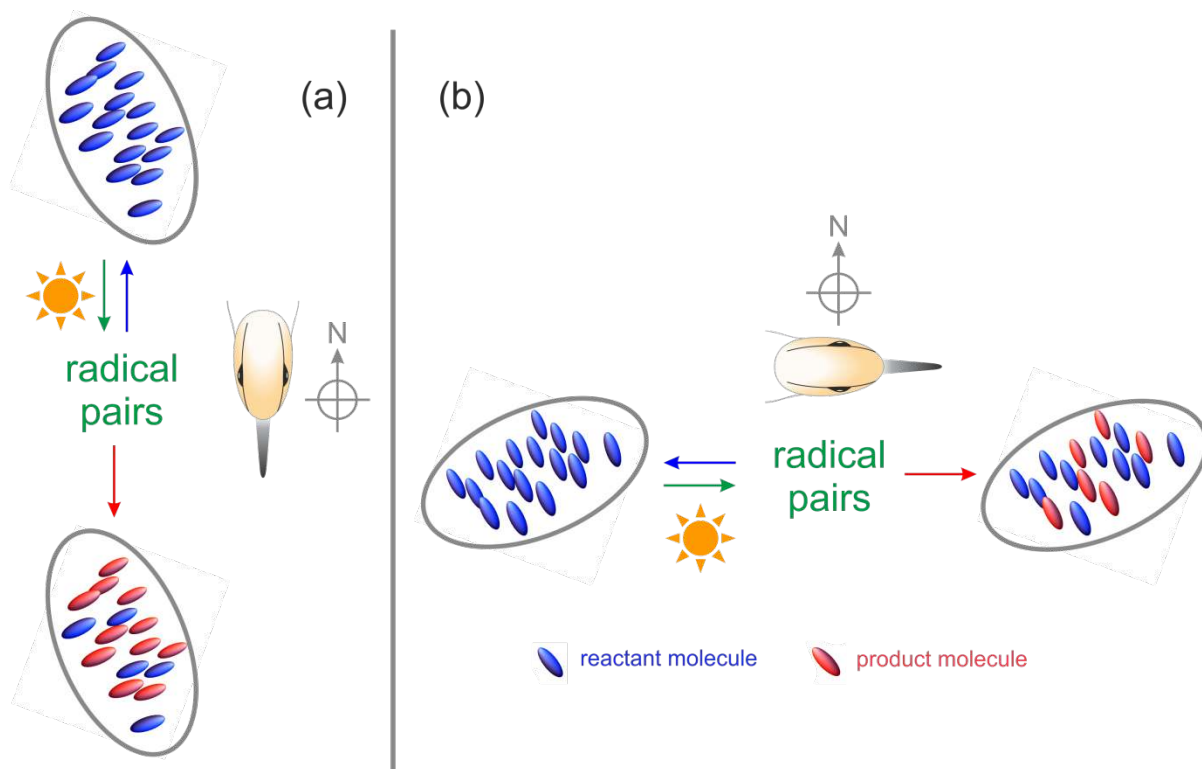 (a)
radical
pairs
N
(b)
N
radical
pairs
reactant molecule
product molecule